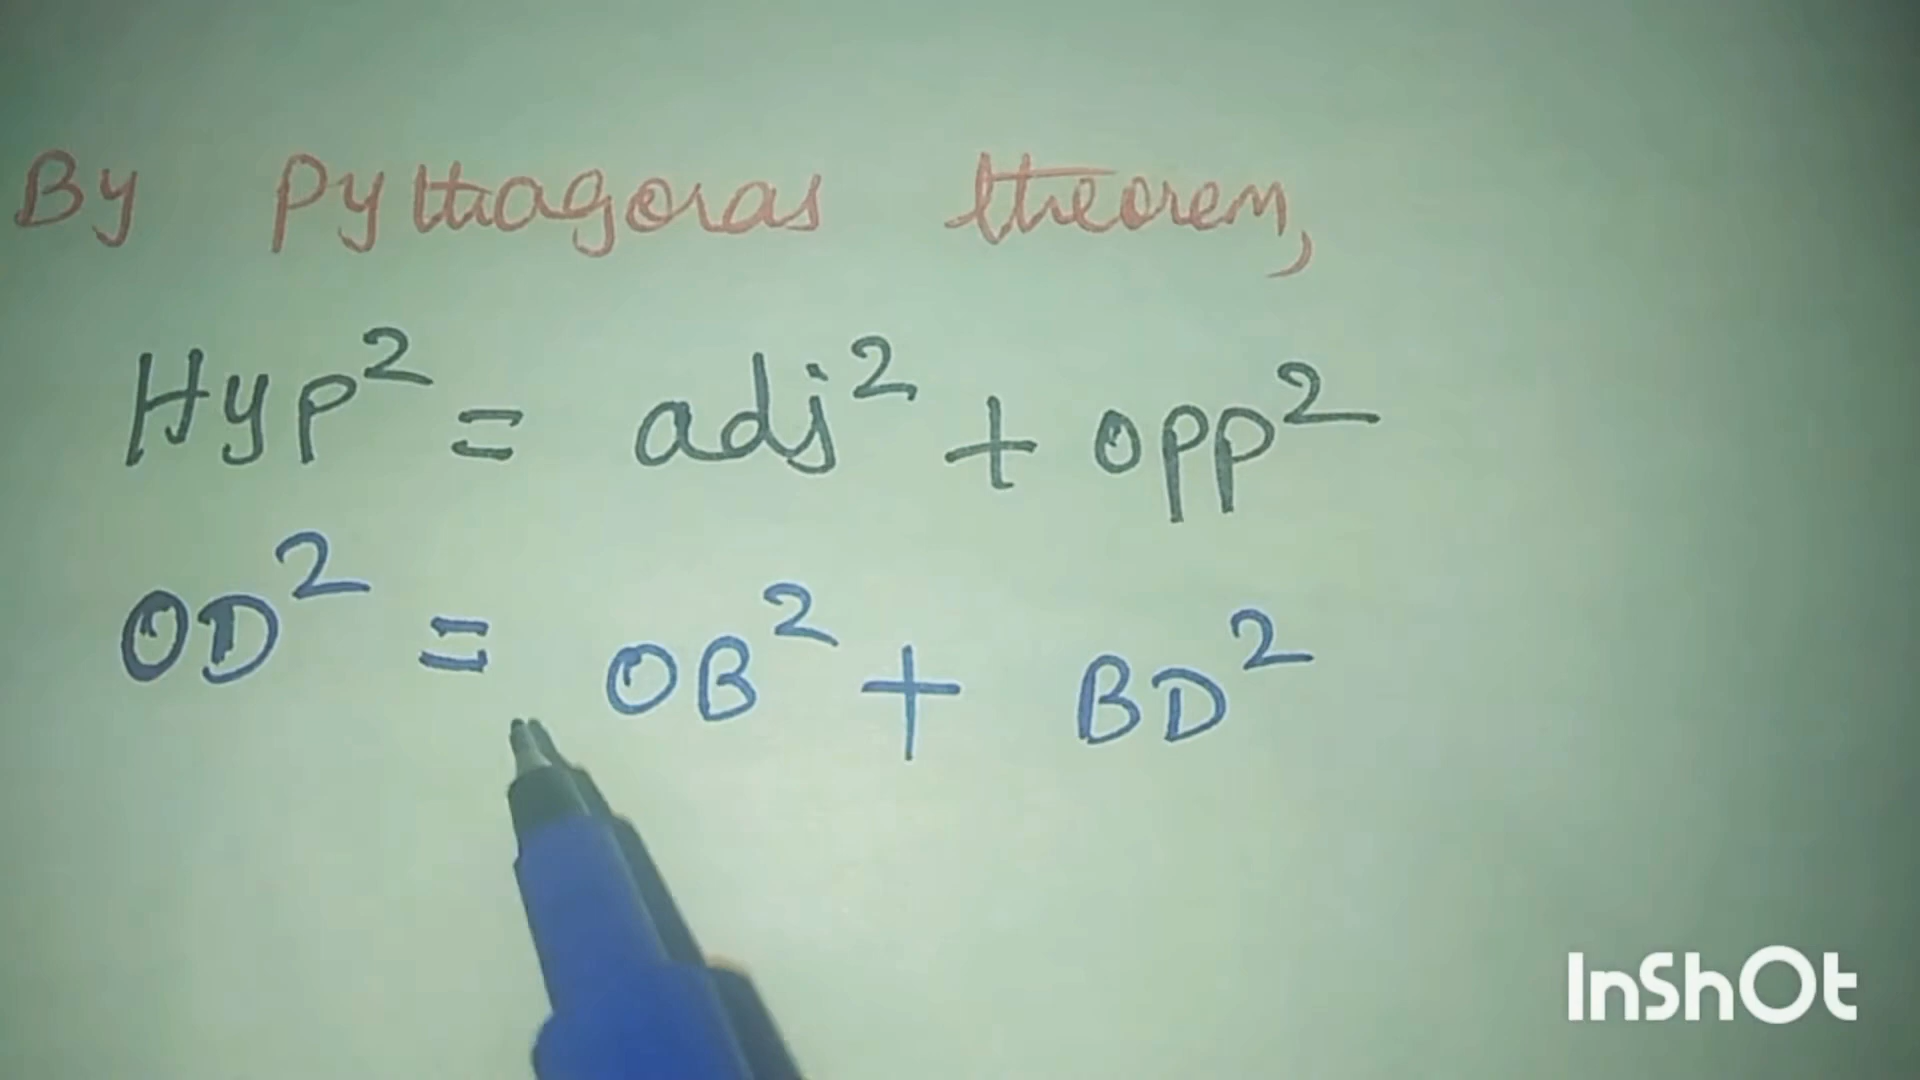 By Pythagoras theorem,
Hyp² = adj² + opp²
OD² = OB² + BD²
InShOt